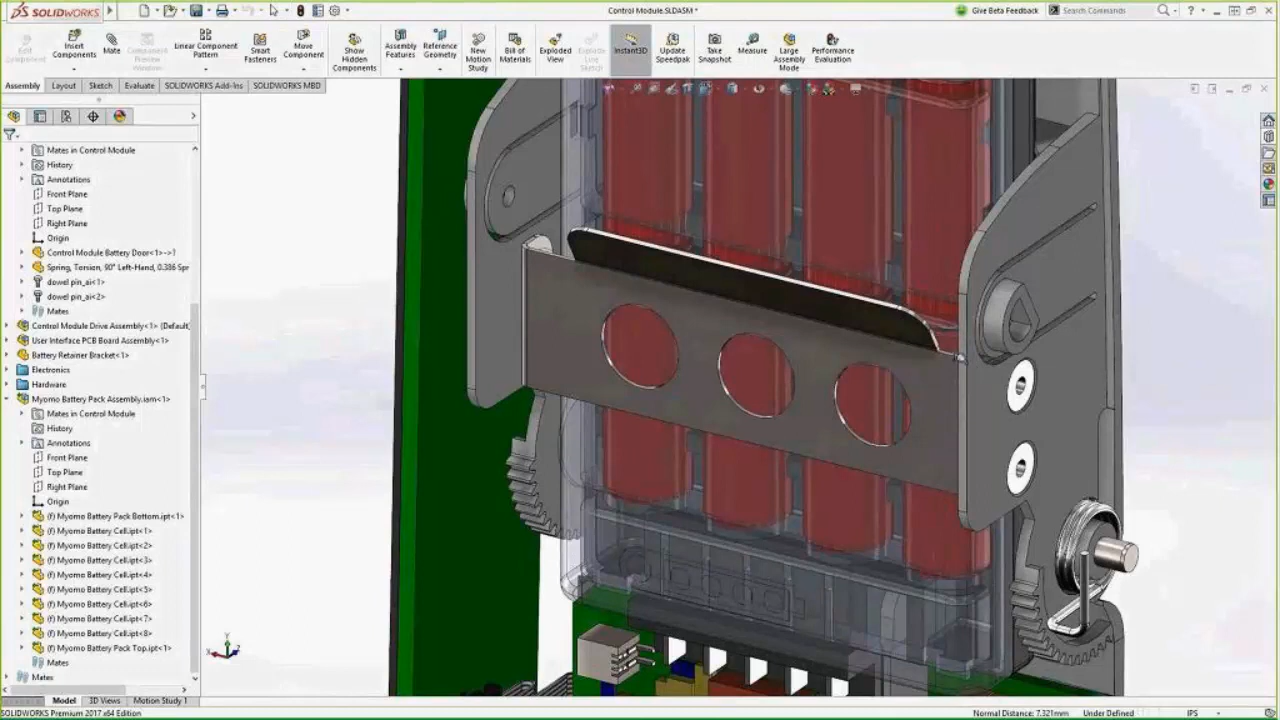 SOLIDWORKS
Control Module.SLDASM *
Give Beta Feedback
Search Commands
Edit Component
Insert Components
Mate
Component Preview Window
Linear Component Pattern
Smart Fasteners
Move Component
Show Hidden Components
Assembly Features
Reference Geometry
New Motion Study
Bill of Materials
Exploded View
Explode Line Sketch
Instant3D
Update Speedpak
Take Snapshot
Measure
Large Assembly Mode
Performance Evaluation
Assembly
Layout
Sketch
Evaluate
SOLIDWORKS Add-Ins
SOLIDWORKS MBD
Mates in Control Module
History
Annotations
Front Plane
Top Plane
Right Plane
Origin
Control Module Battery Door<1>->?
Spring, Torsion, 90° Left-Hand, 0.386 Spr
dowel pin_ai<1>
dowel pin_ai<2>
Mates
Control Module Drive Assembly<1> (Default
User Interface PCB Board Assembly<1>
Battery Retainer Bracket<1>
Electronics
Hardware
Myomo Battery Pack Assembly.iam<1>
Mates in Control Module
History
Annotations
Front Plane
Top Plane
Right Plane
Origin
(f) Myomo Battery Pack Bottom.ipt<1>
(f) Myomo Battery Cell.ipt<1>
(f) Myomo Battery Cell.ipt<2>
(f) Myomo Battery Cell.ipt<3>
(f) Myomo Battery Cell.ipt<4>
(f) Myomo Battery Cell.ipt<5>
(f) Myomo Battery Cell.ipt<6>
(f) Myomo Battery Cell.ipt<7>
(f) Myomo Battery Cell.ipt<8>
(f) Myomo Battery Pack Top.ipt<1>
Mates
Mates
Model
3D Views
Motion Study 1
SOLIDWORKS Premium 2017 x64 Edition
Normal Distance: 7.321mm
Under Defined
IPS